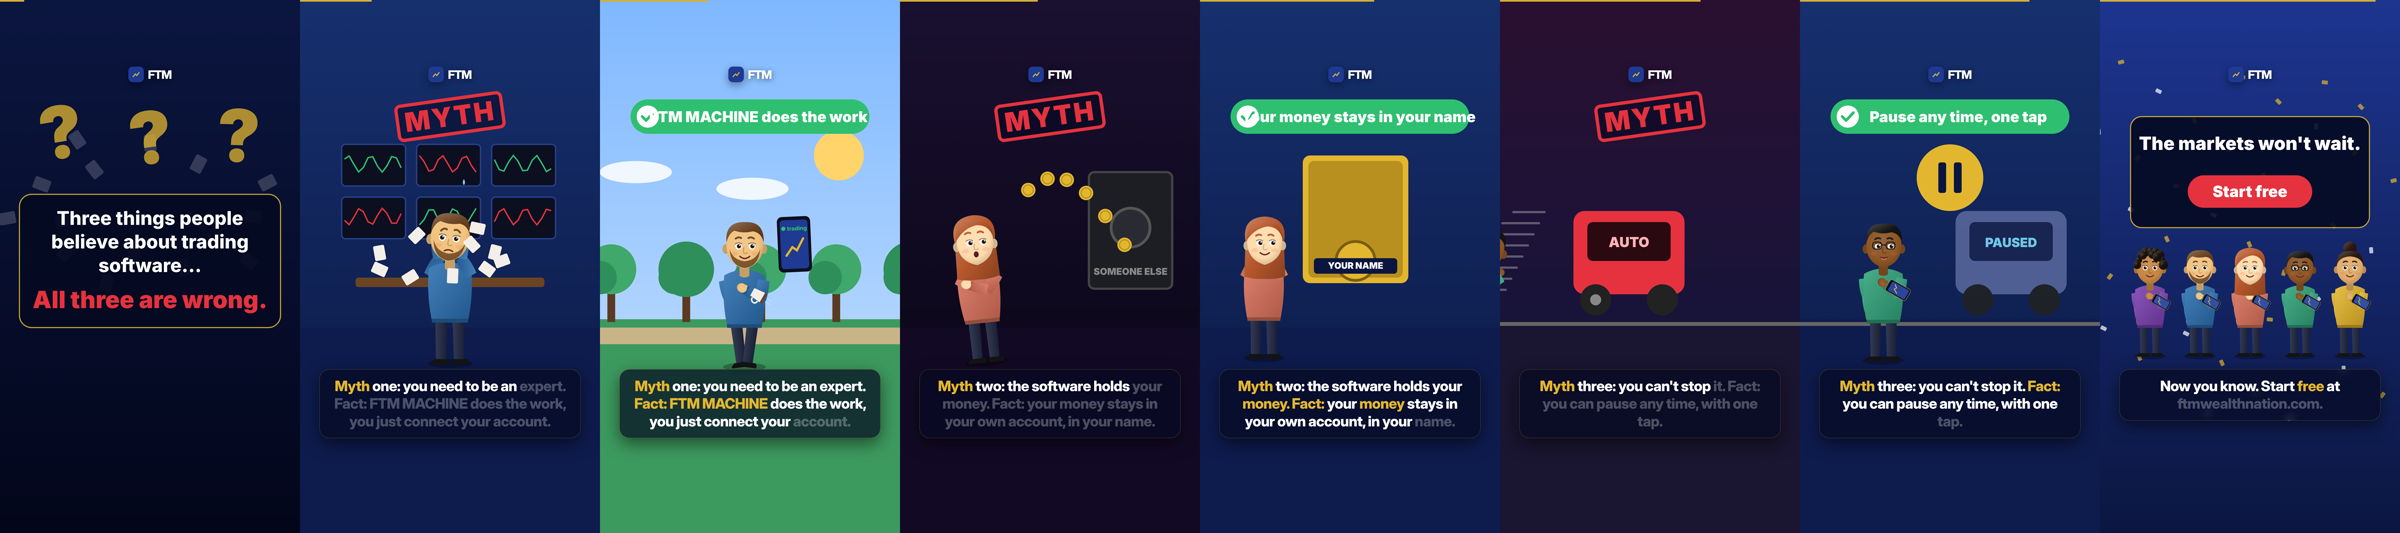 FTM
Three things people
believe about trading
software...
All three are wrong.
FTM
MYTH
Myth one: you need to be an expert.
Fact: FTM MACHINE does the work,
you just connect your account.
FTM
TM MACHINE does the work
trading
Myth one: you need to be an expert.
Fact: FTM MACHINE does the work,
you just connect your account.
FTM
MYTH
SOMEONE ELSE
Myth two: the software holds your
money. Fact: your money stays in
your own account, in your name.
FTM
ur money stays in your name
YOUR NAME
Myth two: the software holds your
money. Fact: your money stays in
your own account, in your name.
FTM
MYTH
AUTO
Myth three: you can't stop it. Fact:
you can pause any time, with one
tap.
FTM
Pause any time, one tap
PAUSED
Myth three: you can't stop it. Fact:
you can pause any time, with one
tap.
FTM
The markets won't wait.
Start free
Now you know. Start free at
ftmwealthnation.com.